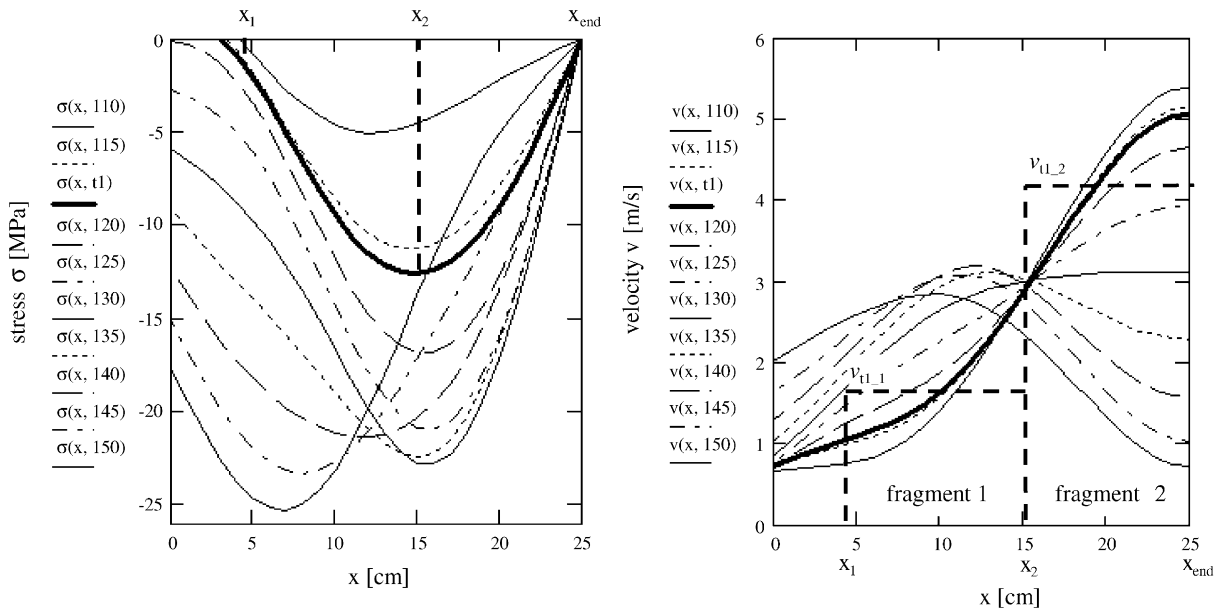 x1 x2 xend
0
-5
-10
-15
-20
-25
stress σ [MPa]
σ(x, 110)
σ(x, 115)
σ(x, t1)
σ(x, 120)
σ(x, 125)
σ(x, 130)
σ(x, 135)
σ(x, 140)
σ(x, 145)
σ(x, 150)
0 5 10 15 20 25
x [cm]
6
5
4
3
2
1
0
velocity v [m/s]
v(x, 110)
v(x, 115)
v(x, t1)
v(x, 120)
v(x, 125)
v(x, 130)
v(x, 135)
v(x, 140)
v(x, 145)
v(x, 150)
vt1_2
vt1_1
fragment 1 fragment 2
0 5 10 15 20 25
x1 x2 xend
x [cm]